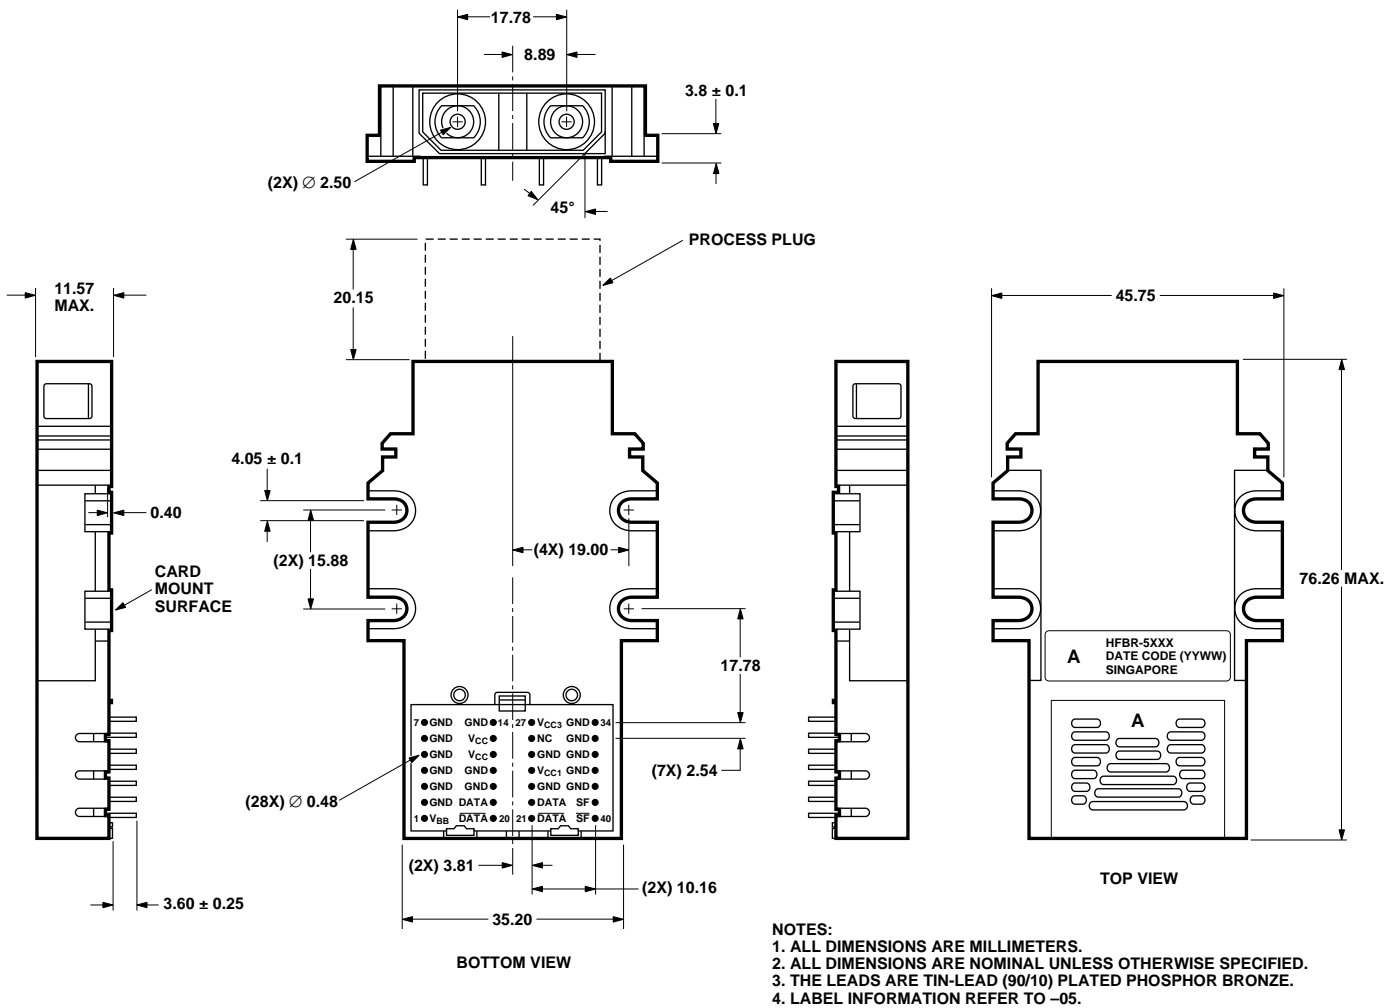 17.78
8.89
3.8 ± 0.1
(2X) ∅ 2.50
45°
PROCESS PLUG
11.57
MAX.
20.15
45.75
4.05 ± 0.1
0.40
(2X) 15.88
(4X) 19.00
CARD
MOUNT
SURFACE
76.26 MAX.
17.78
A
HFBR-5XXX
DATE CODE (YYWW)
SINGAPORE
7 GND GND 14 27 VCC3 GND 34
GND VCC NC GND
GND VCC GND GND
GND GND VCC1 GND
GND GND GND GND
GND DATA DATA SF
1 VBB D̅A̅T̅A̅ 20 21 D̅A̅T̅A̅ S̅F̅ 40
A
(7X) 2.54
(28X) ∅ 0.48
(2X) 3.81
(2X) 10.16
3.60 ± 0.25
35.20
TOP VIEW
BOTTOM VIEW
NOTES:
1. ALL DIMENSIONS ARE MILLIMETERS.
2. ALL DIMENSIONS ARE NOMINAL UNLESS OTHERWISE SPECIFIED.
3. THE LEADS ARE TIN-LEAD (90/10) PLATED PHOSPHOR BRONZE.
4. LABEL INFORMATION REFER TO –05.